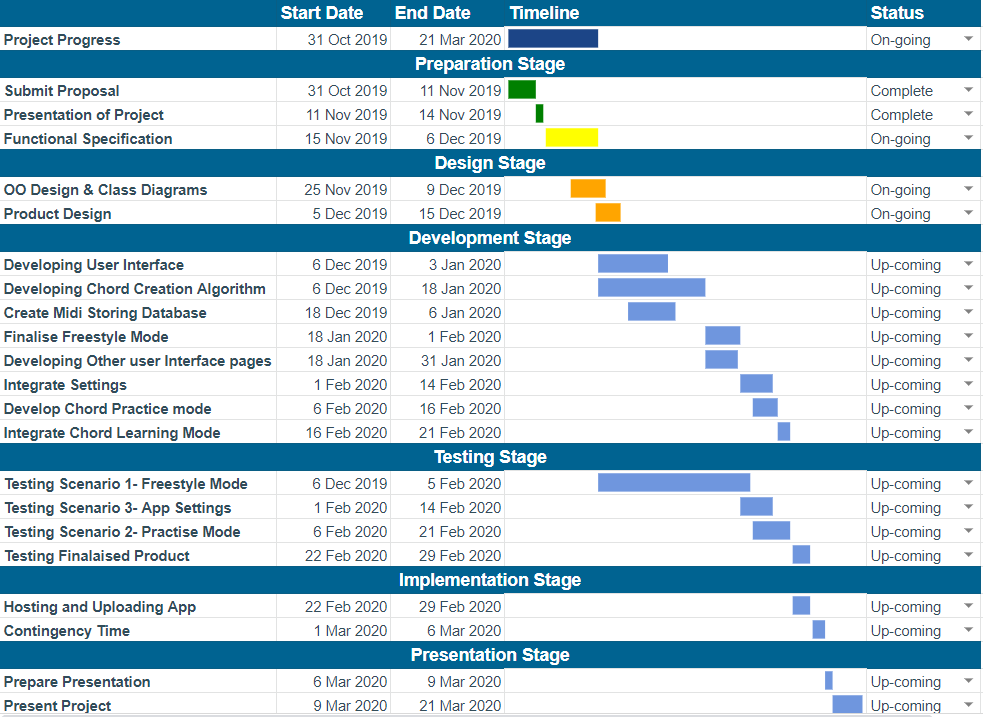 Start Date End Date Timeline Status
Project Progress 31 Oct 2019 21 Mar 2020 On-going
Preparation Stage
Submit Proposal 31 Oct 2019 11 Nov 2019 Complete
Presentation of Project 11 Nov 2019 14 Nov 2019 Complete
Functional Specification 15 Nov 2019 6 Dec 2019 On-going
Design Stage
OO Design & Class Diagrams 25 Nov 2019 9 Dec 2019 On-going
Product Design 5 Dec 2019 15 Dec 2019 On-going
Development Stage
Developing User Interface 6 Dec 2019 3 Jan 2020 Up-coming
Developing Chord Creation Algorithm 6 Dec 2019 18 Jan 2020 Up-coming
Create Midi Storing Database 18 Dec 2019 6 Jan 2020 Up-coming
Finalise Freestyle Mode 18 Jan 2020 1 Feb 2020 Up-coming
Developing Other user Interface pages 18 Jan 2020 31 Jan 2020 Up-coming
Integrate Settings 1 Feb 2020 14 Feb 2020 Up-coming
Develop Chord Practice mode 6 Feb 2020 16 Feb 2020 Up-coming
Integrate Chord Learning Mode 16 Feb 2020 21 Feb 2020 Up-coming
Testing Stage
Testing Scenario 1- Freestyle Mode 6 Dec 2019 5 Feb 2020 Up-coming
Testing Scenario 3- App Settings 1 Feb 2020 14 Feb 2020 Up-coming
Testing Scenario 2- Practise Mode 6 Feb 2020 21 Feb 2020 Up-coming
Testing Finalaised Product 22 Feb 2020 29 Feb 2020 Up-coming
Implementation Stage
Hosting and Uploading App 22 Feb 2020 29 Feb 2020 Up-coming
Contingency Time 1 Mar 2020 6 Mar 2020 Up-coming
Presentation Stage
Prepare Presentation 6 Mar 2020 9 Mar 2020 Up-coming
Present Project 9 Mar 2020 21 Mar 2020 Up-coming